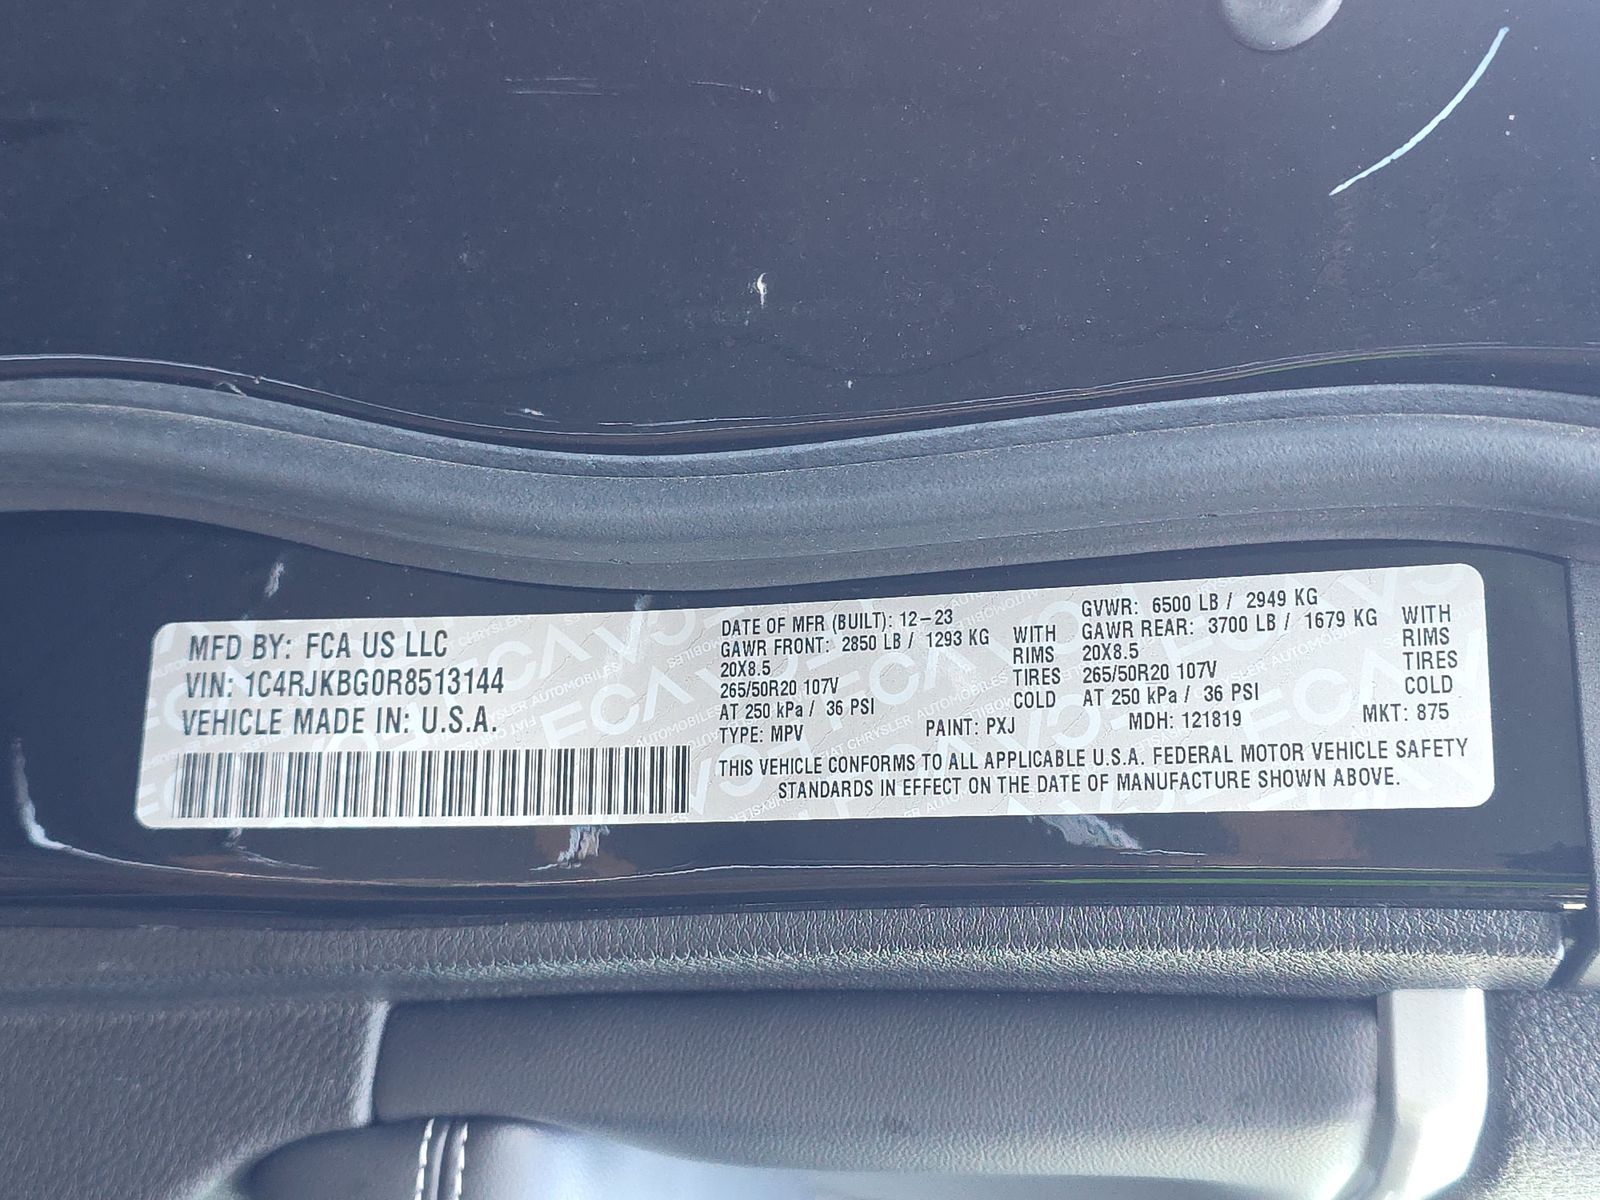 MFD BY: FCA US LLC
VIN: 1C4RJKBG0R8513144
VEHICLE MADE IN: U.S.A.
DATE OF MFR (BUILT): 12-23
GVWR: 6500 LB / 2949 KG
GAWR FRONT: 2850 LB / 1293 KG WITH
20X8.5 RIMS
265/50R20 107V TIRES
AT 250 kPa / 36 PSI COLD
GAWR REAR: 3700 LB / 1679 KG WITH
20X8.5 RIMS
265/50R20 107V TIRES
AT 250 kPa / 36 PSI COLD
TYPE: MPV PAINT: PXJ MDH: 121819 MKT: 875
THIS VEHICLE CONFORMS TO ALL APPLICABLE U.S.A. FEDERAL MOTOR VEHICLE SAFETY
STANDARDS IN EFFECT ON THE DATE OF MANUFACTURE SHOWN ABOVE.